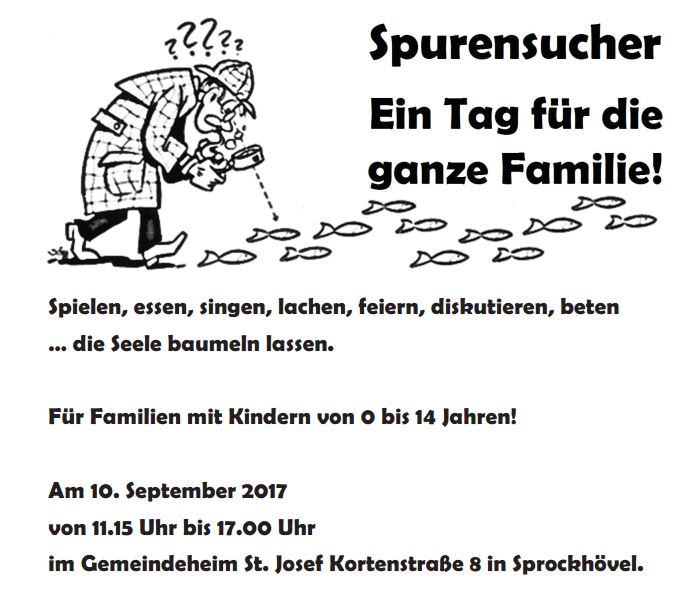 ????? 
Spurensucher
Ein Tag für die
ganze Familie!
Spielen, essen, singen, lachen, feiern, diskutieren, beten
... die Seele baumeln lassen.
Für Familien mit Kindern von 0 bis 14 Jahren!
Am 10. September 2017
von 11.15 Uhr bis 17.00 Uhr
im Gemeindeheim St. Josef Kortenstraße 8 in Sprockhövel.